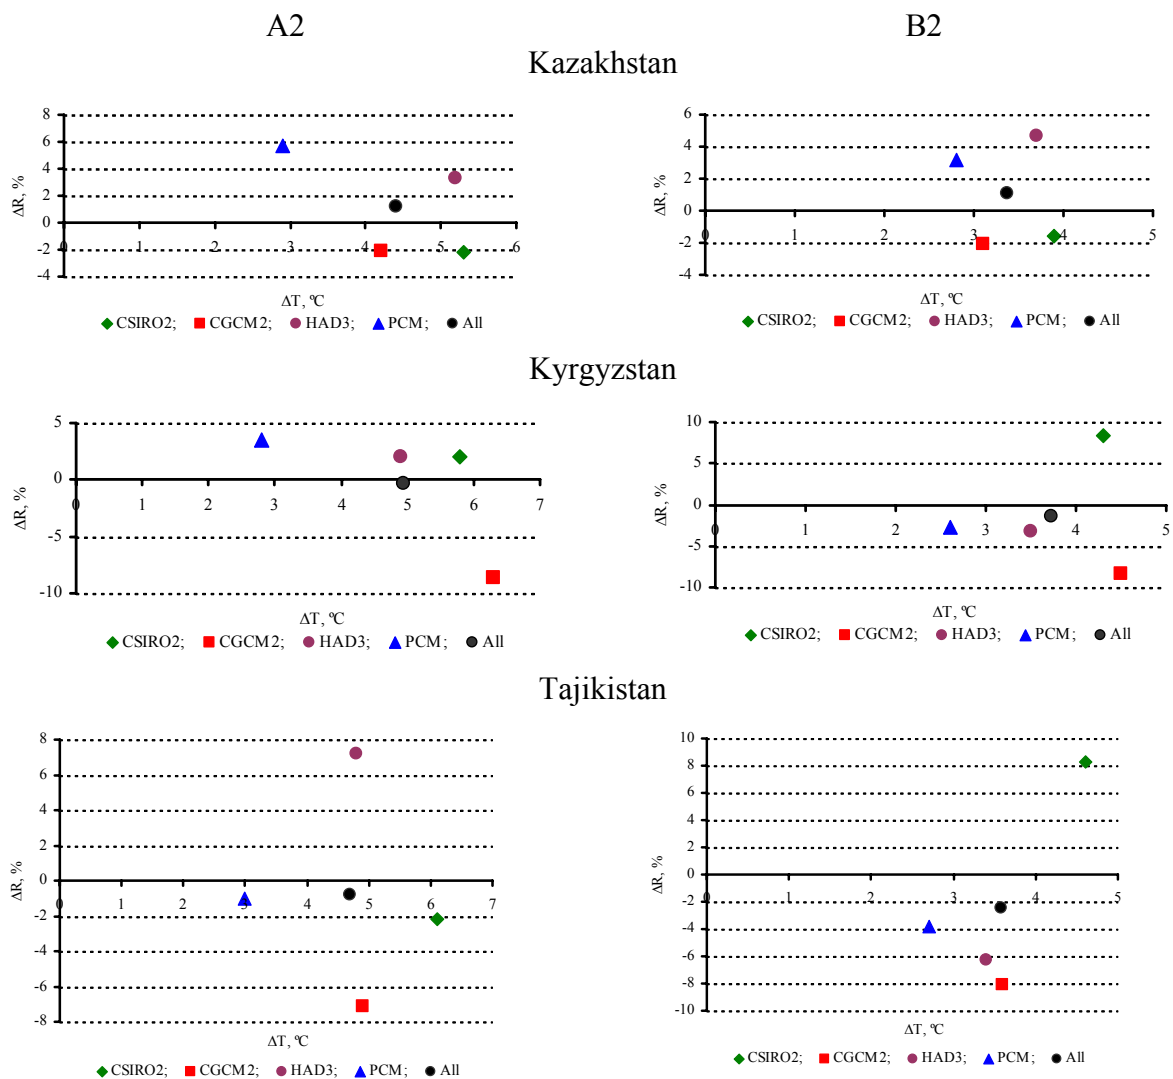 A2 B2
Kazakhstan
8
6
4
2
0
-2
-4
0 1 2 3 4 5 6
ΔR, %
ΔT, ºC
CSIRO2; CGCM2; HAD3; PCM; All
6
4
2
0
-2
-4
0 1 2 3 4 5
ΔR, %
ΔT, ºC
CSIRO2; CGCM2; HAD3; PCM; All
Kyrgyzstan
5
0
-5
-10
0 1 2 3 4 5 6 7
ΔR, %
ΔT, ºC
CSIRO2; CGCM2; HAD3; PCM; All
10
5
0
-5
-10
0 1 2 3 4 5
ΔR, %
ΔT, ºC
CSIRO2; CGCM2; HAD3; PCM; All
Tajikistan
8
6
4
2
0
-2
-4
-6
-8
0 1 2 3 4 5 6 7
ΔR, %
ΔT, ºC
CSIRO2; CGCM2; HAD3; PCM; All
10
8
6
4
2
0
-2
-4
-6
-8
-10
0 1 2 3 4 5
ΔR, %
ΔT, ºC
CSIRO2; CGCM2; HAD3; PCM; All